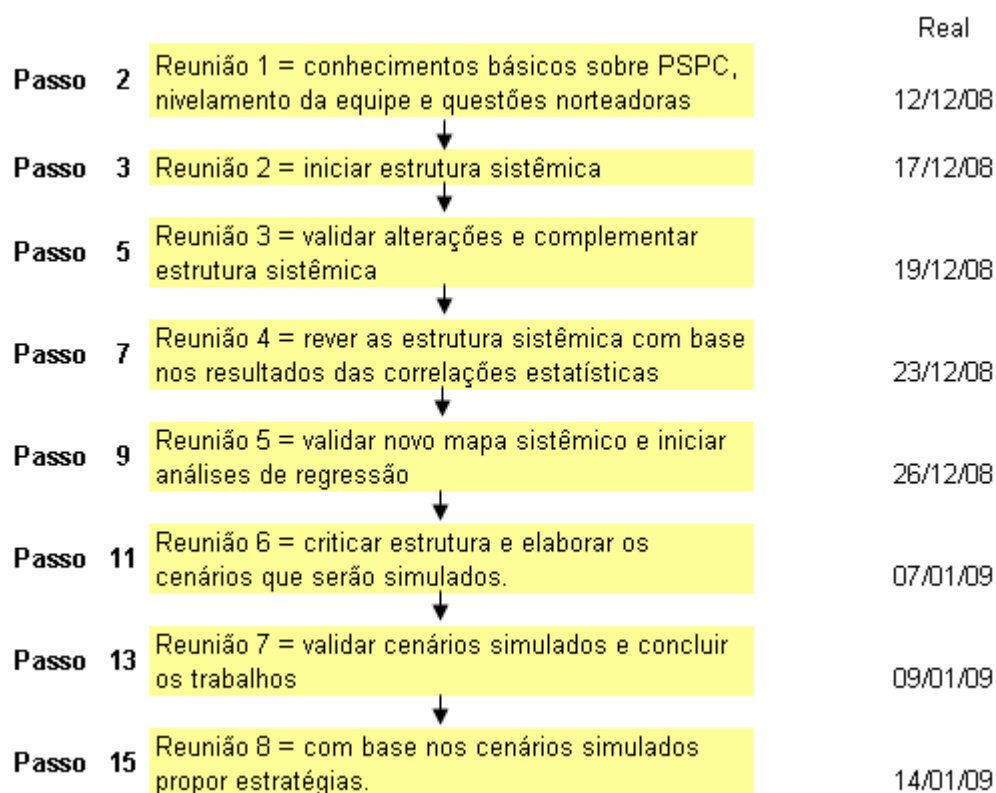 Real
Passo 2 Reunião 1 = conhecimentos básicos sobre PSPC,
nivelamento da equipe e questões norteadoras 12/12/08
Passo 3 Reunião 2 = iniciar estrutura sistêmica 17/12/08
Passo 5 Reunião 3 = validar alterações e complementar
estrutura sistêmica 19/12/08
Passo 7 Reunião 4 = rever as estrutura sistêmica com base
nos resultados das correlações estatísticas 23/12/08
Passo 9 Reunião 5 = validar novo mapa sistêmico e iniciar
análises de regressão 26/12/08
Passo 11 Reunião 6 = criticar estrutura e elaborar os
cenários que serão simulados. 07/01/09
Passo 13 Reunião 7 = validar cenários simulados e concluir
os trabalhos 09/01/09
Passo 15 Reunião 8 = com base nos cenários simulados
propor estratégias. 14/01/09